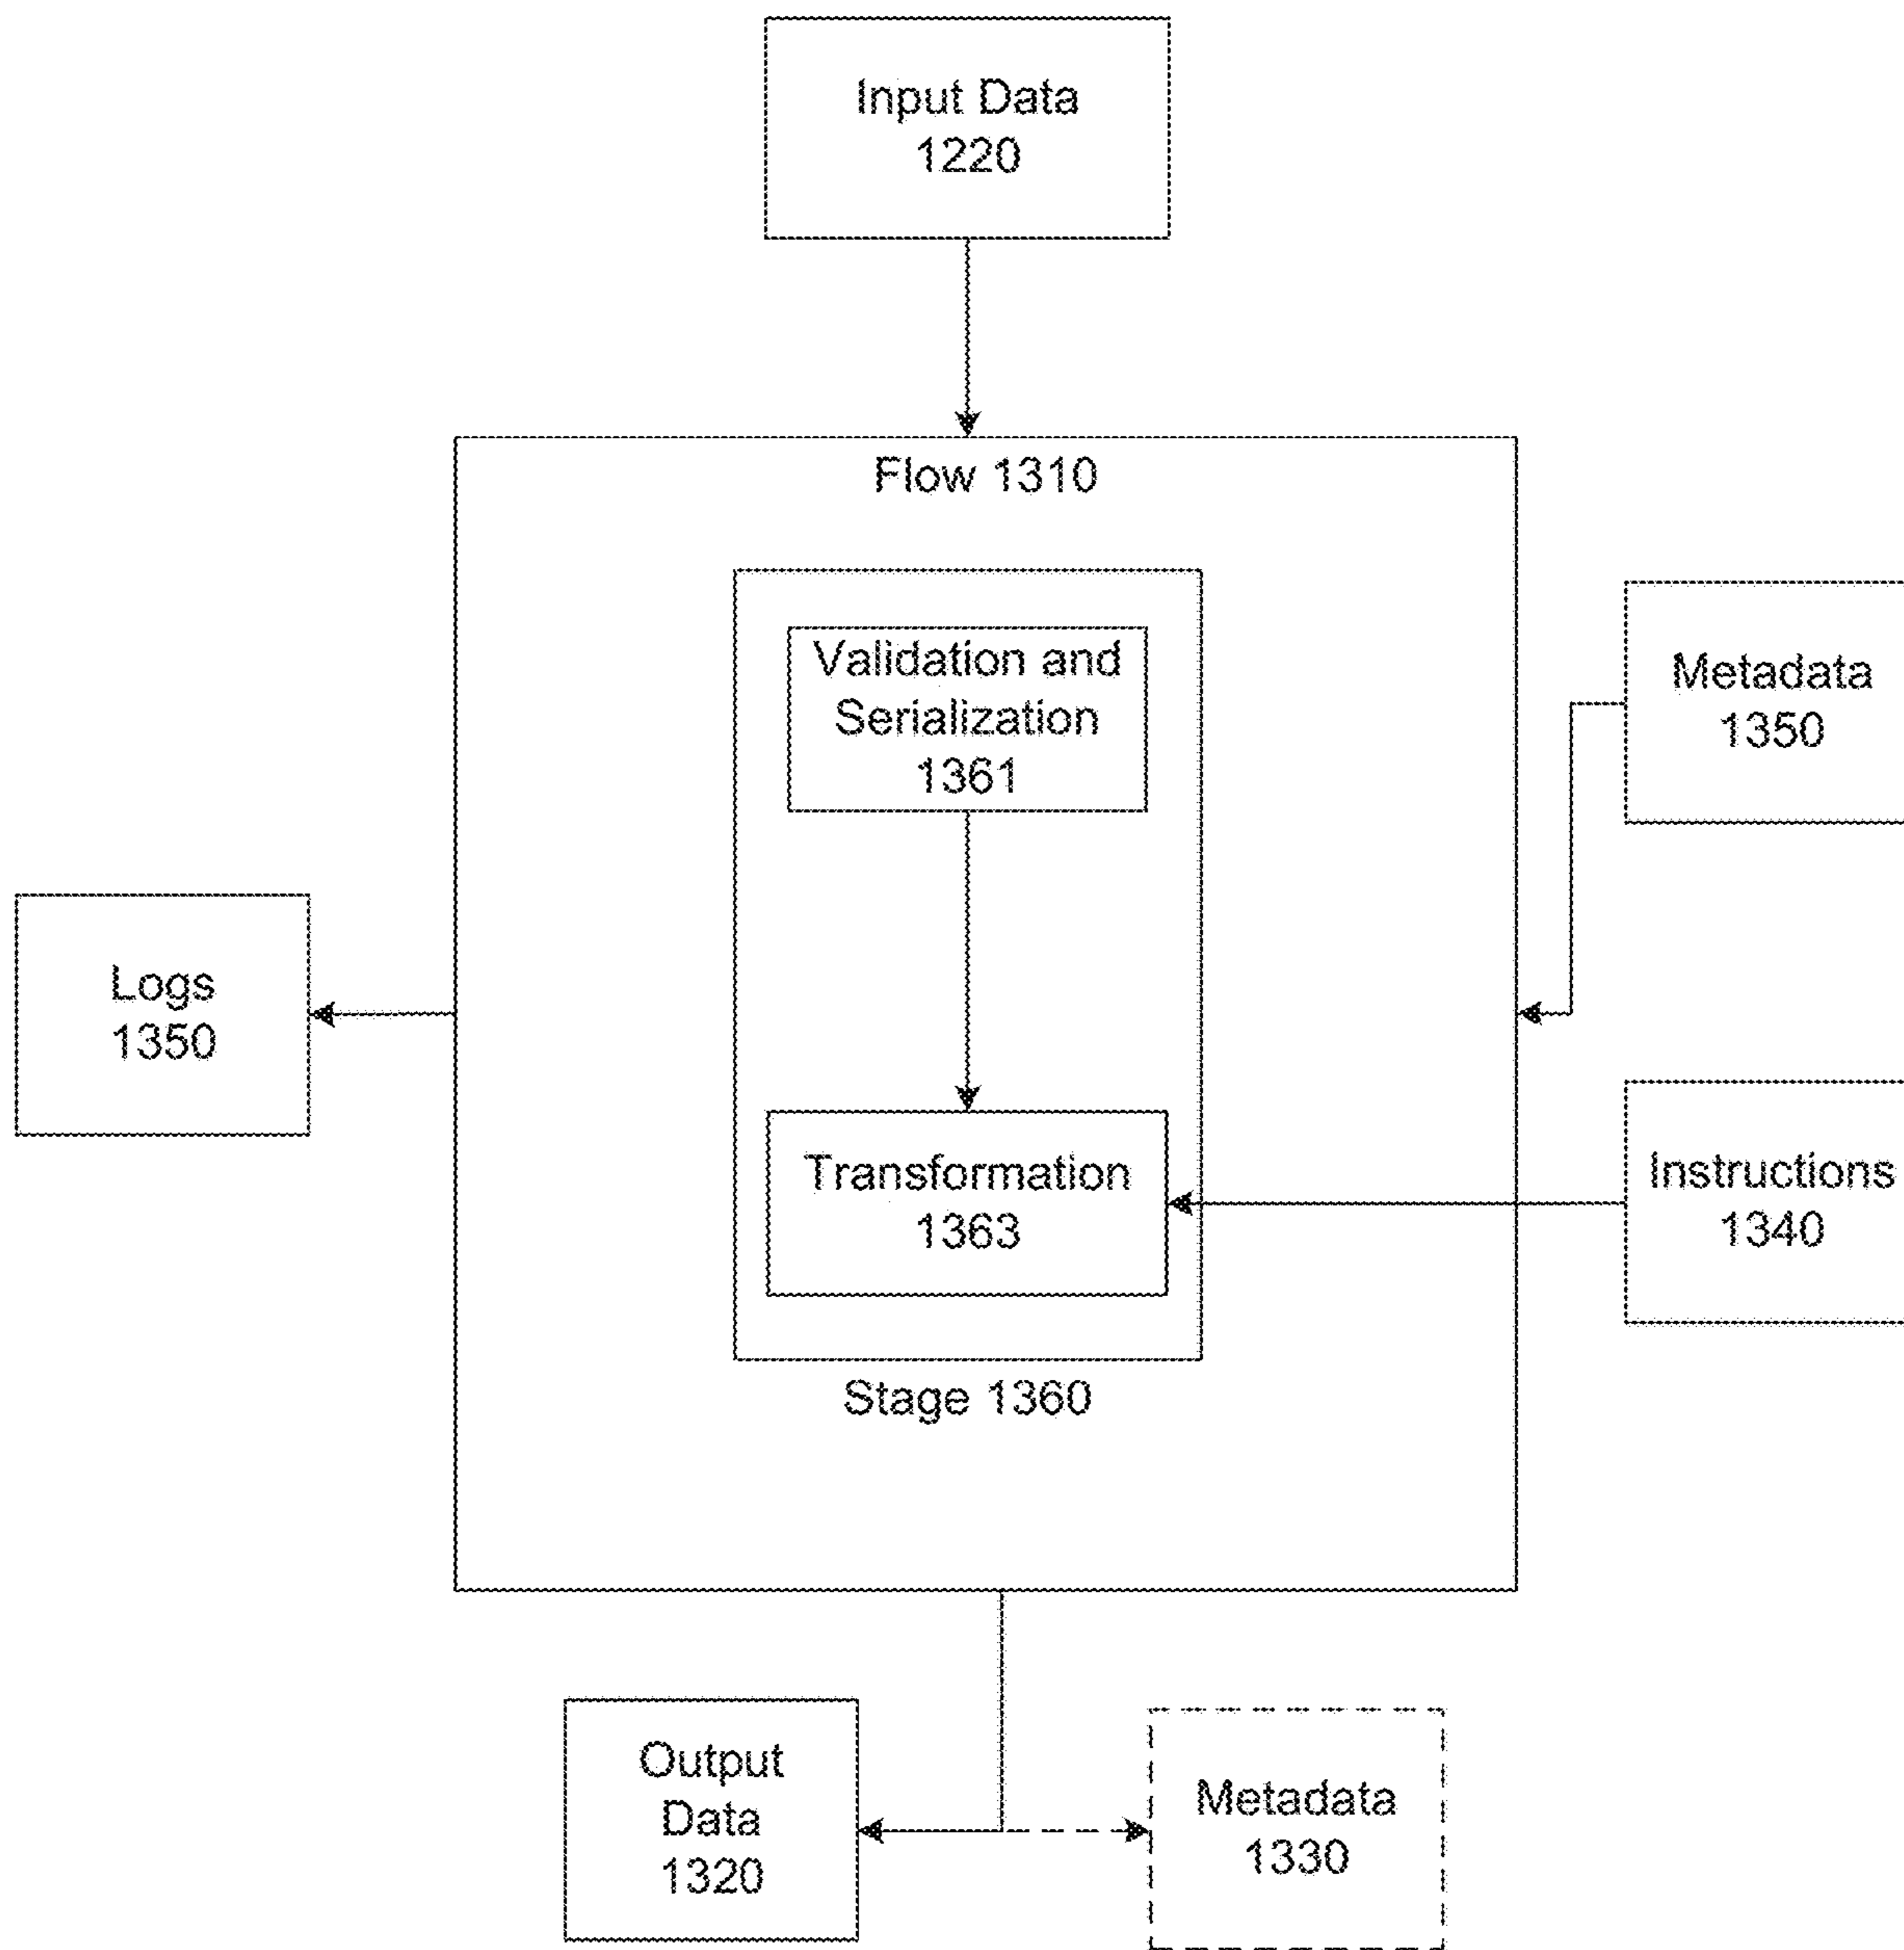 Input Data
1220
Flow 1310
Validation and
Serialization
1361
Metadata
1350
Logs
1350
Transformation
1363
Instructions
1340
Stage 1360
Output
Data
1320
Metadata
1330